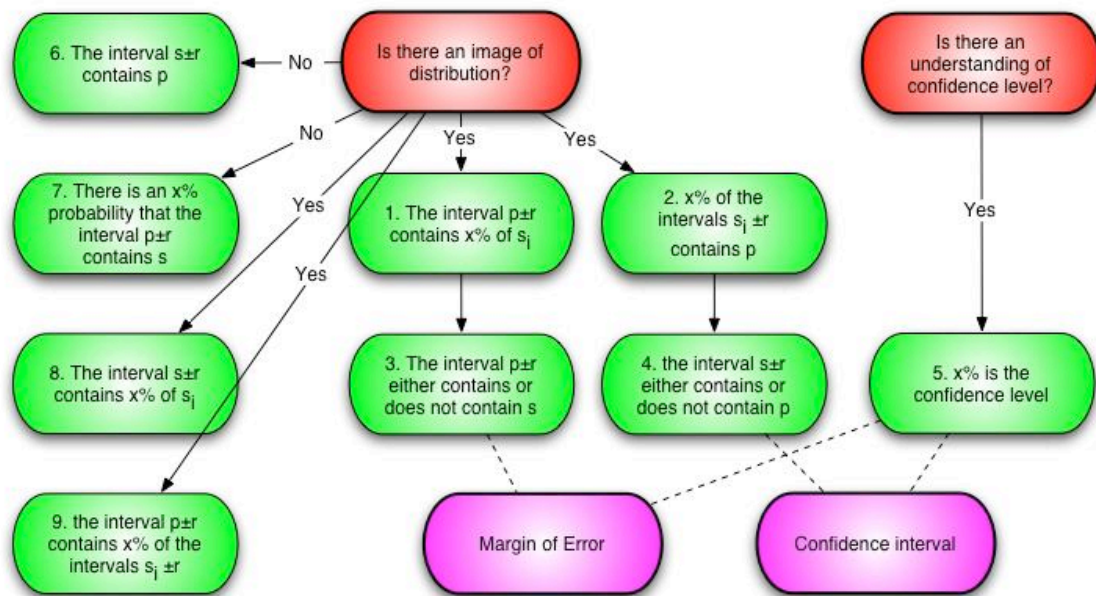 6. The interval s±r
contains p
No
Is there an image of
distribution?
Is there an
understanding of
confidence level?
No
Yes
Yes
7. There is an x%
probability that the
interval p±r
contains s
Yes
1. The interval p±r
contains x% of si
2. x% of the
intervals si ±r
contains p
Yes
Yes
8. The interval s±r
contains x% of si
3. The interval p±r
either contains or
does not contain s
4. the interval s±r
either contains or
does not contain p
5. x% is the
confidence level
9. the interval p±r
contains x% of the
intervals si ±r
Margin of Error
Confidence interval